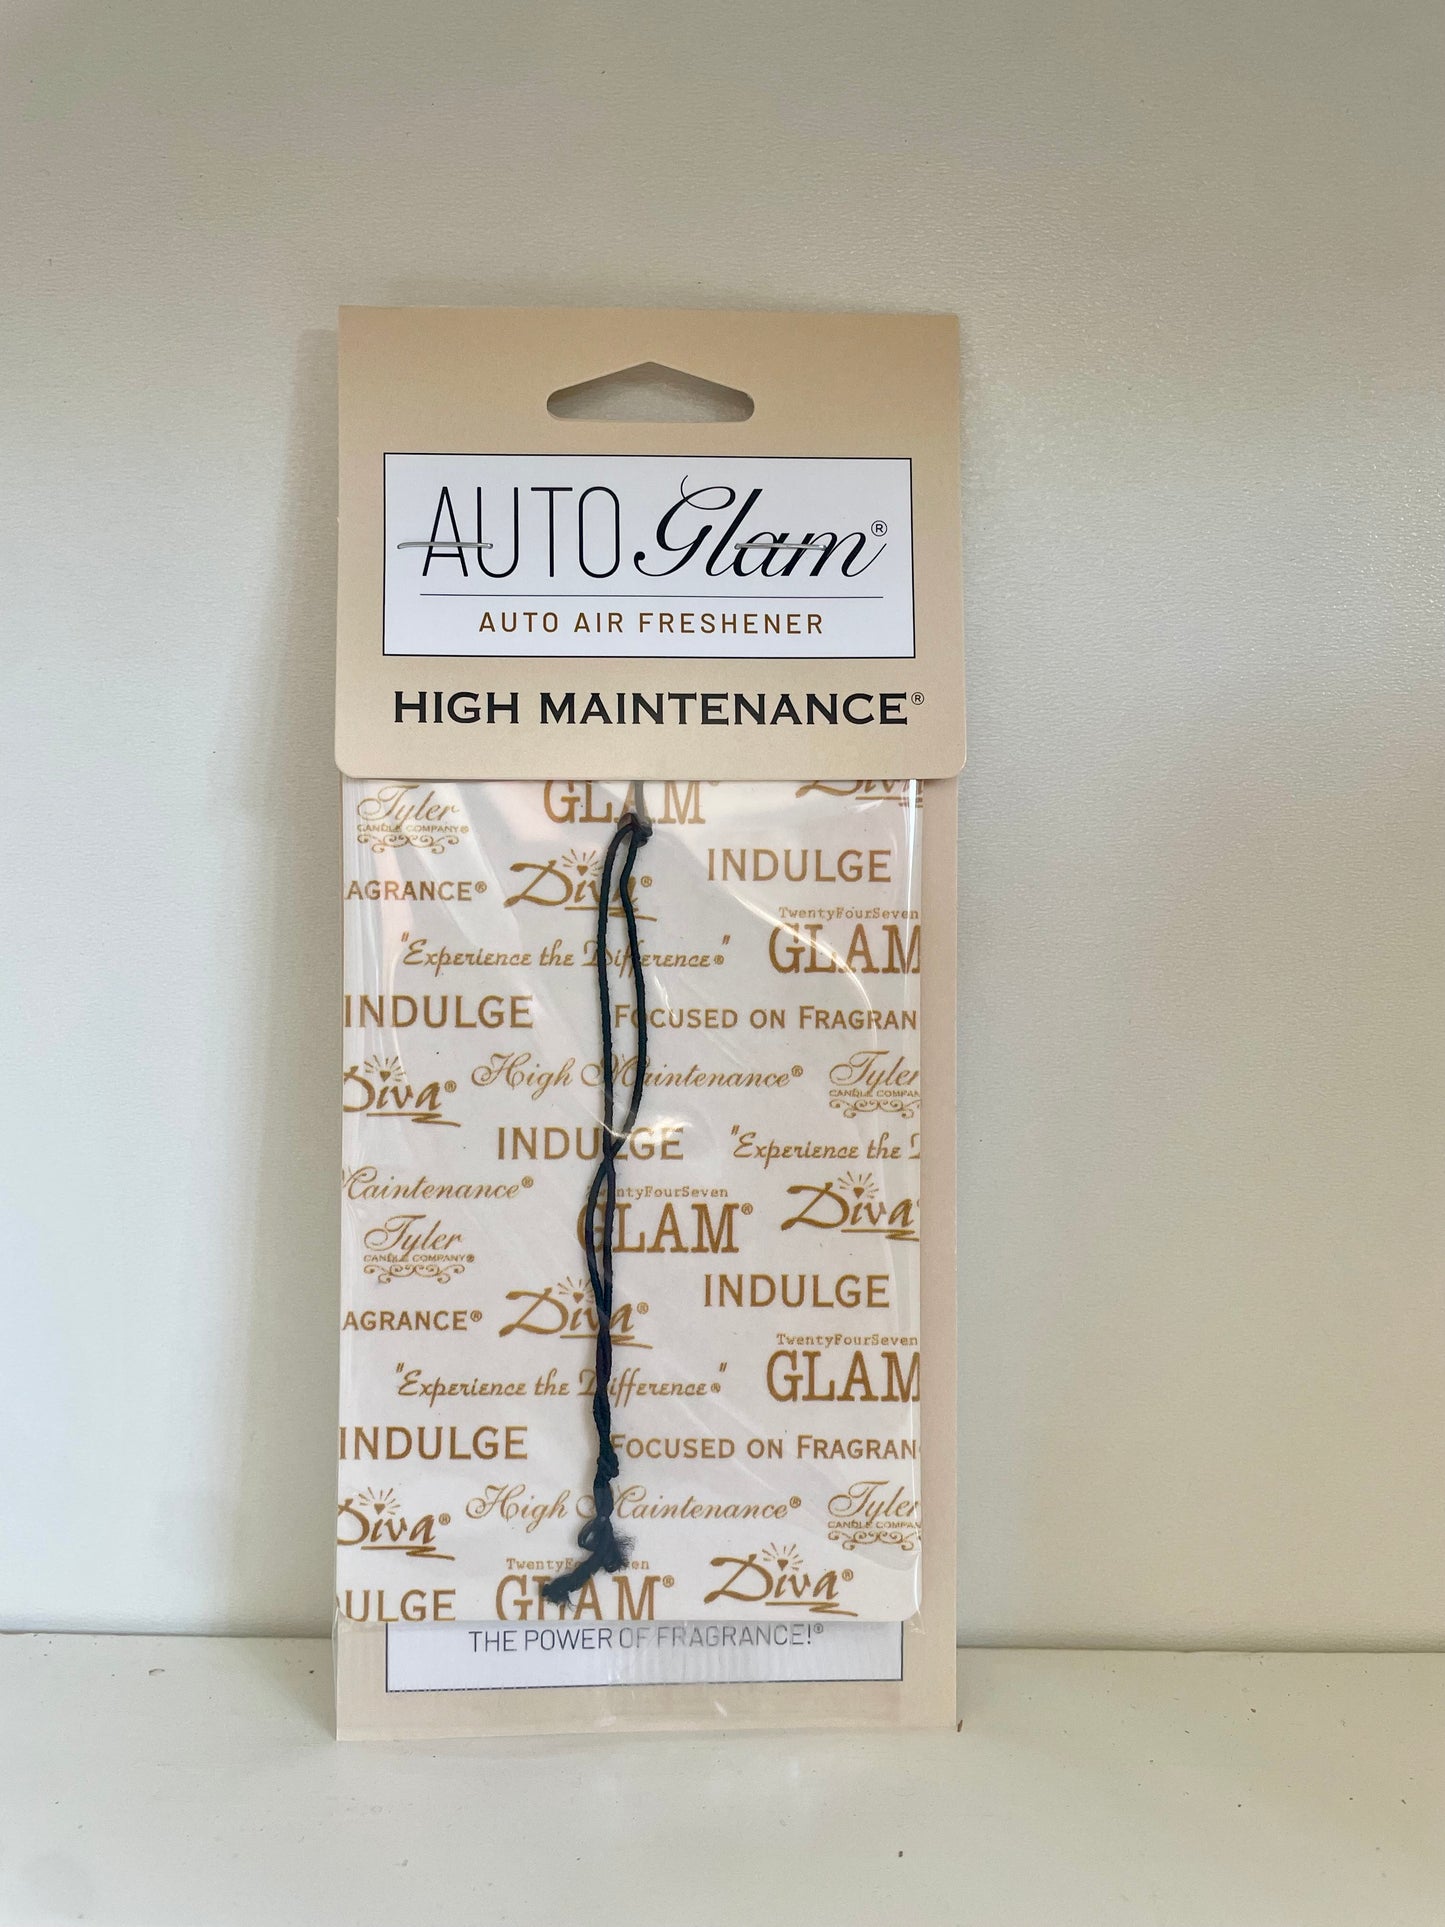 AUTO Glam®
AUTO AIR FRESHENER
HIGH MAINTENANCE®
Tyler
CANDLE COMPANY®
GLAM®
Diva
AGRANCE®
Diva®
INDULGE
TwentyFourSeven
GLAM
"Experience the Difference®"
INDULGE
FOCUSED ON FRAGRAN
Diva®
High Maintenance®
Tyler
CANDLE COMPAN
INDULGE
"Experience the D
Maintenance®
TwentyFourSeven
GLAM®
Diva
Tyler
CANDLE COMPANY®
INDULGE
AGRANCE®
Diva®
TwentyFourSeven
GLAM
"Experience the Difference®"
INDULGE
FOCUSED ON FRAGRAN
Diva®
High Maintenance®
Tyler
CANDLE COMPAN
ULGE
TwentyFourSeven
GLAM®
Diva®
THE POWER OF FRAGRANCE!®